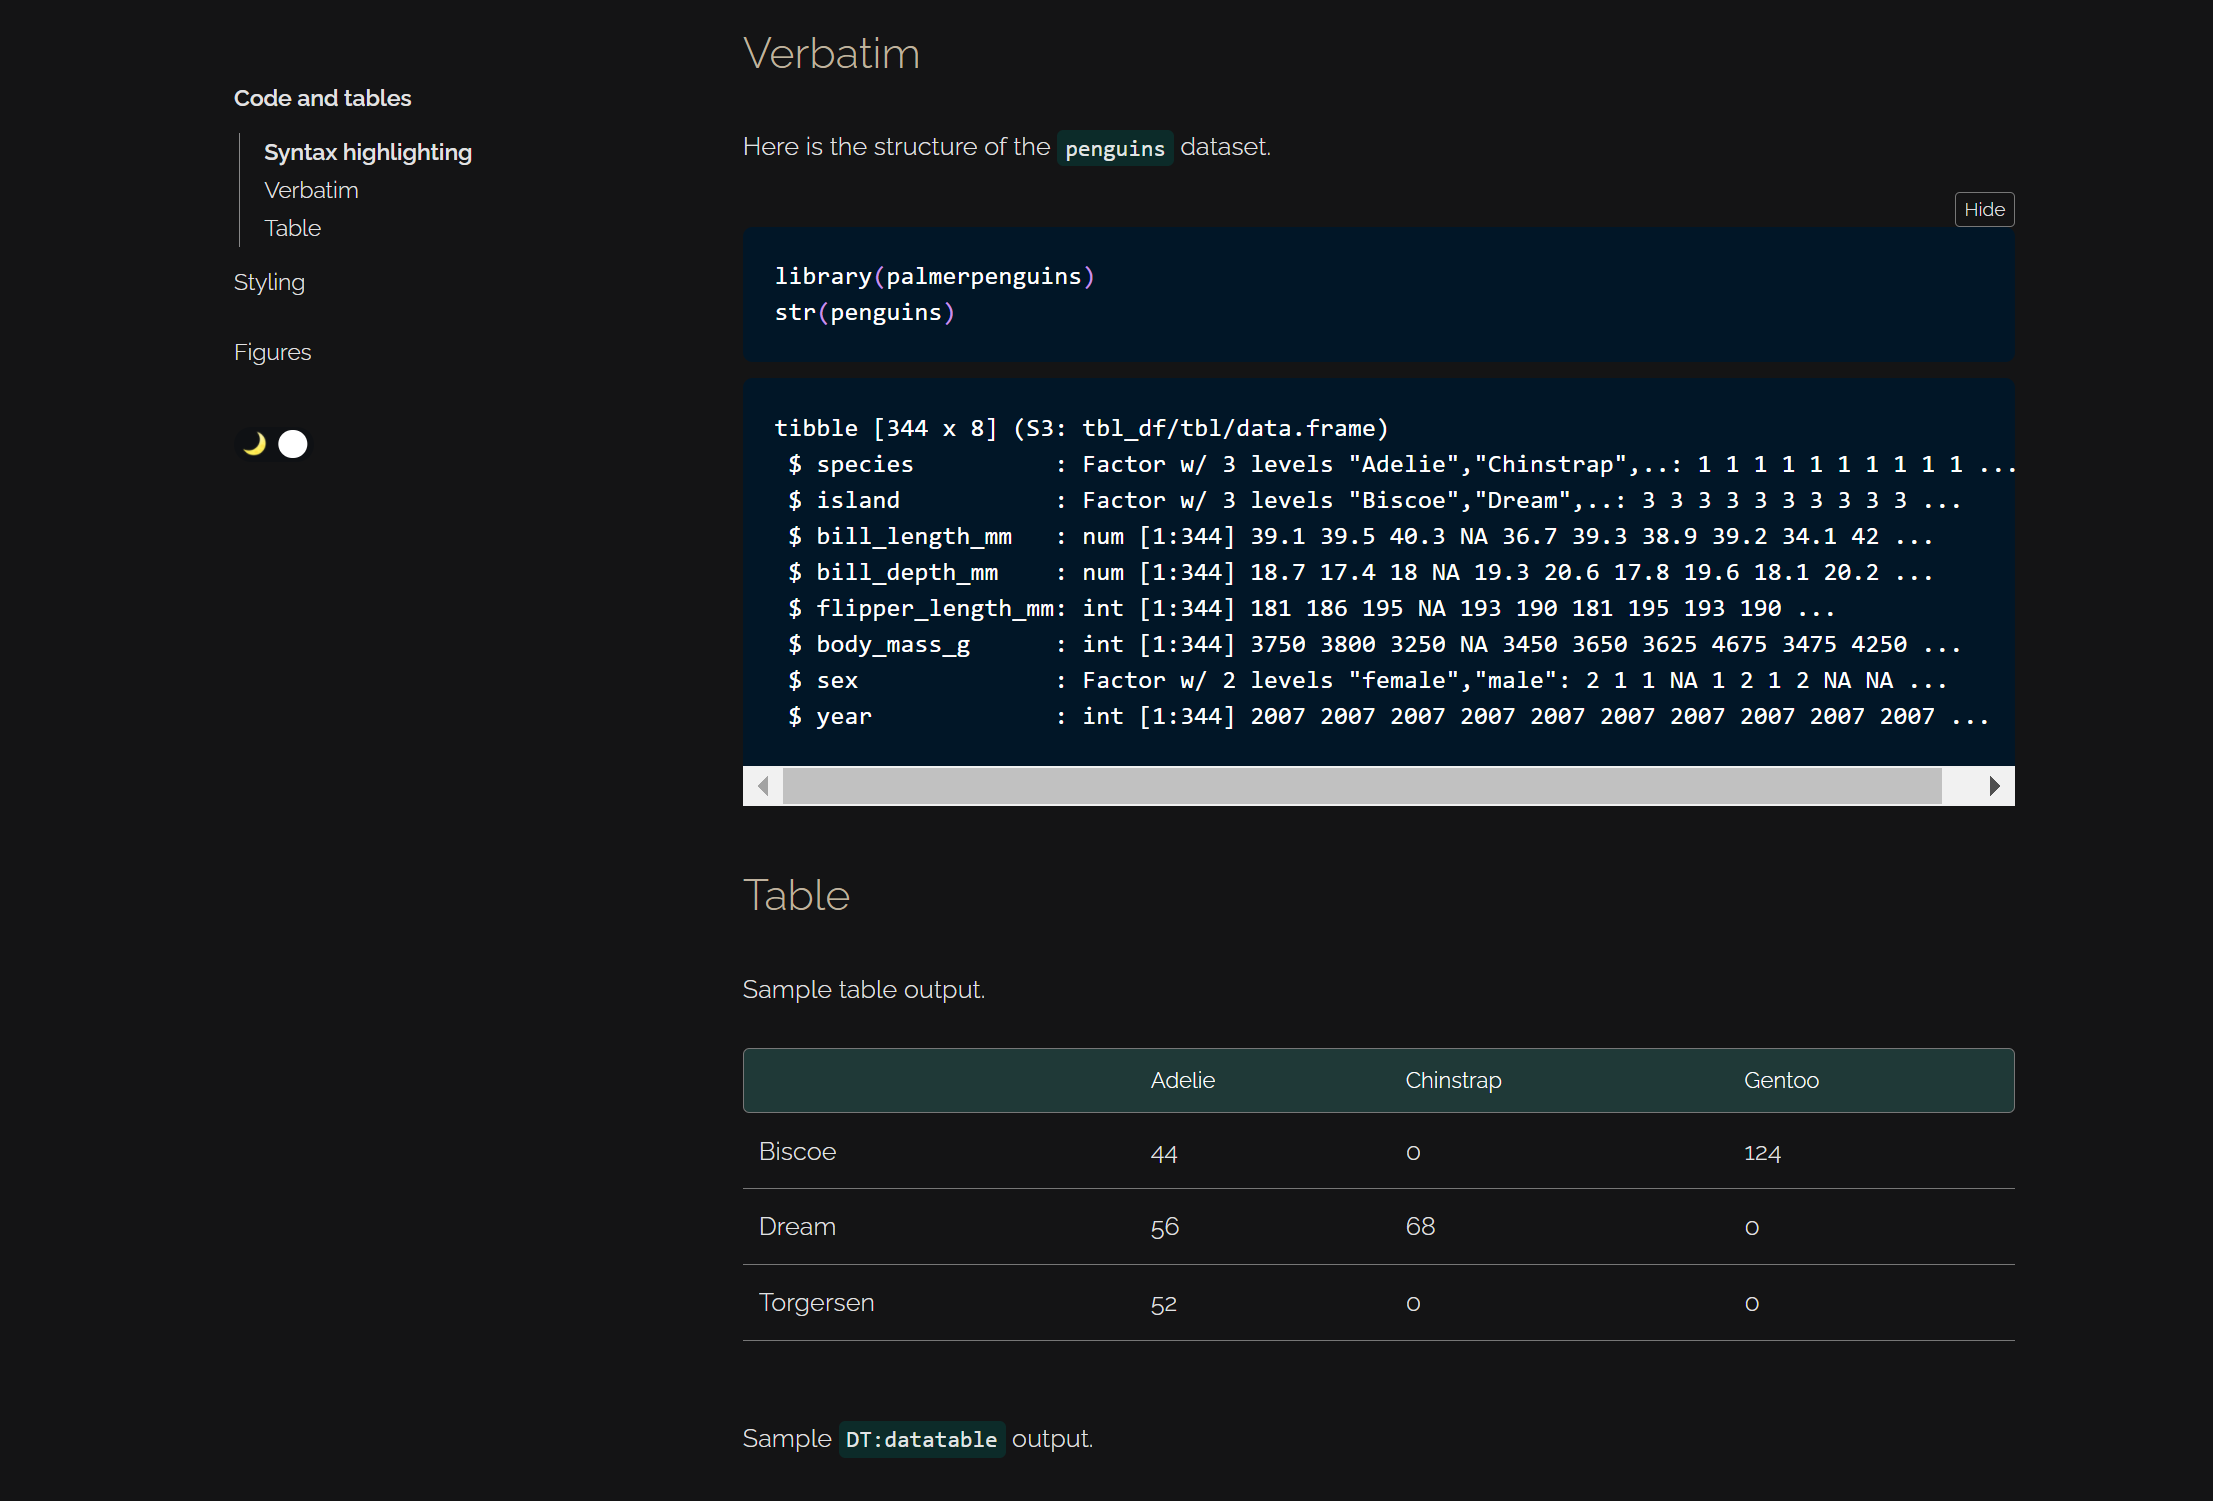 Code and tables
Syntax highlighting
Verbatim
Table
Styling
Figures
Verbatim
Here is the structure of the penguins dataset.
Hide
library(palmerpenguins)
str(penguins)
tibble [344 x 8] (S3: tbl_df/tbl/data.frame)
 $ species          : Factor w/ 3 levels "Adelie","Chinstrap",..: 1 1 1 1 1 1 1 1 1 1 ...
 $ island           : Factor w/ 3 levels "Biscoe","Dream",..: 3 3 3 3 3 3 3 3 3 3 ...
 $ bill_length_mm   : num [1:344] 39.1 39.5 40.3 NA 36.7 39.3 38.9 39.2 34.1 42 ...
 $ bill_depth_mm    : num [1:344] 18.7 17.4 18 NA 19.3 20.6 17.8 19.6 18.1 20.2 ...
 $ flipper_length_mm: int [1:344] 181 186 195 NA 193 190 181 195 193 190 ...
 $ body_mass_g      : int [1:344] 3750 3800 3250 NA 3450 3650 3625 4675 3475 4250 ...
 $ sex              : Factor w/ 2 levels "female","male": 2 1 1 NA 1 2 1 2 NA NA ...
 $ year             : int [1:344] 2007 2007 2007 2007 2007 2007 2007 2007 2007 2007 ...
Table
Sample table output.
Adelie Chinstrap Gentoo
Biscoe 44 0 124
Dream 56 68 0
Torgersen 52 0 0
Sample DT:datatable output.